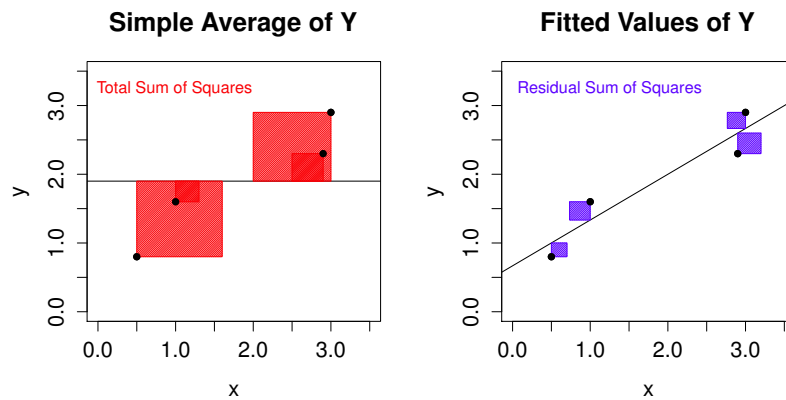 Simple Average of Y
Total Sum of Squares
y
0.0 1.0 2.0 3.0
0.0 1.0 2.0 3.0
x
Fitted Values of Y
Residual Sum of Squares
y
0.0 1.0 2.0 3.0
0.0 1.0 2.0 3.0
x